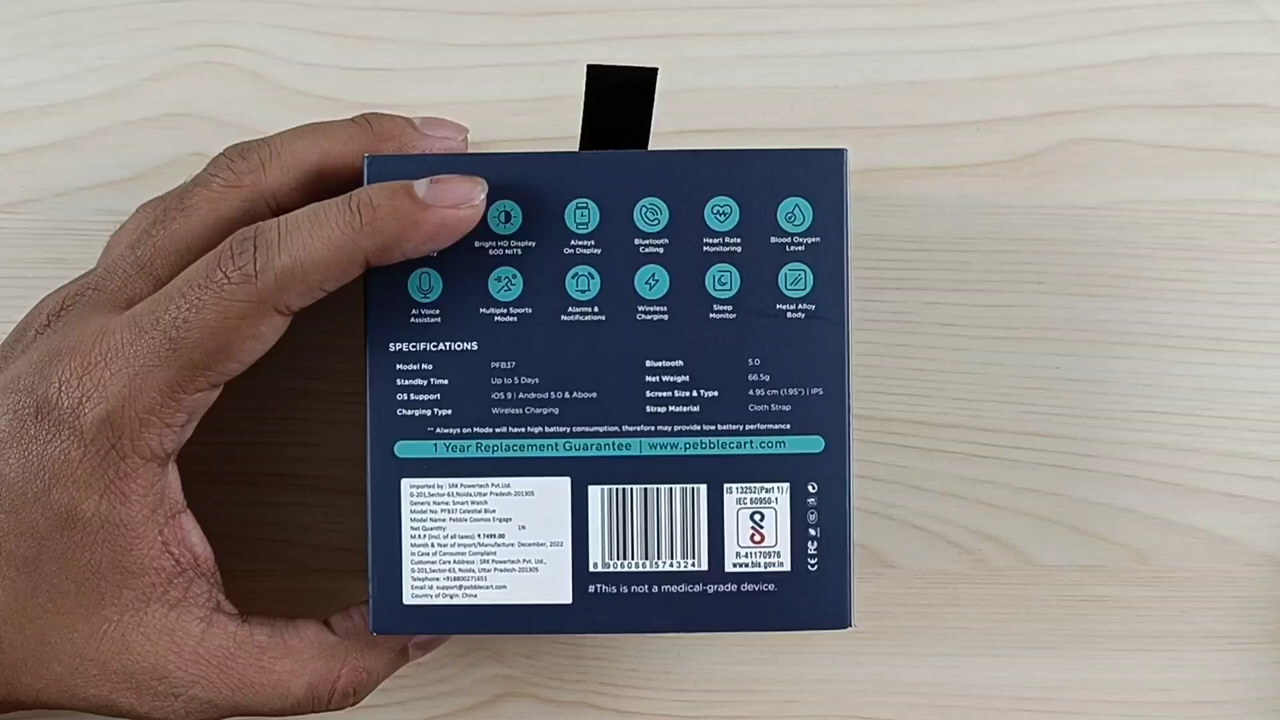 Bright HD Display
600 NITS
Always
On Display
Bluetooth
Calling
Heart Rate
Monitoring
Blood Oxygen
Level
AI Voice
Assistant
Multiple Sports
Modes
Alarms &
Notifications
Wireless
Charging
Sleep
Monitor
Metal Alloy
Body
SPECIFICATIONS
Model No PFB37
Standby Time Up to 5 Days
OS Support iOS 9 | Android 5.0 & Above
Charging Type Wireless Charging
Bluetooth 5.0
Net Weight 66.5g
Screen Size & Type 4.95 cm (1.95") | IPS
Strap Material Cloth Strap
** Always on Mode will have high battery consumption, therefore may provide low battery performance
1 Year Replacement Guarantee | www.pebblecart.com
Imported by : SRK Powertech Pvt.Ltd.
G-201,Sector-63,Noida,Uttar Pradesh-201305
Generic Name: Smart Watch
Model No: PFB37 Celestial Blue
Model Name: Pebble Cosmos Engage
Net Quantity: 1N
M.R.P (incl. of all taxes): ₹ 7499.00
Month & Year of Import/Manufacture: December, 2022
In Case of Consumer Complaint
Customer Care Address : SRK Powertech Pvt. Ltd.,
G-201,Sector-63, Noida, Uttar Pradesh-201305
Telephone: +918800271651
Email id: support@pebblecart.com
Country of Origin: China
8 906086 574324
IS 13252(Part 1) /
IEC 60950-1
R-41170976
www.bis.gov.in
CE FC
#This is not a medical-grade device.